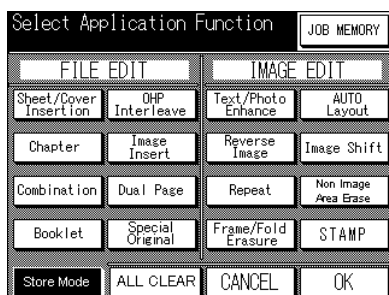 Select Application Function
JOB MEMORY
FILE EDIT
IMAGE EDIT
Sheet/Cover
Insertion
OHP
Interleave
Text/Photo
Enhance
AUTO
Layout
Chapter
Image
Insert
Reverse
Image
Image Shift
Combination
Dual Page
Repeat
Non Image
Area Erase
Booklet
Special
Original
Frame/Fold
Erasure
STAMP
Store Mode
ALL CLEAR
CANCEL
OK